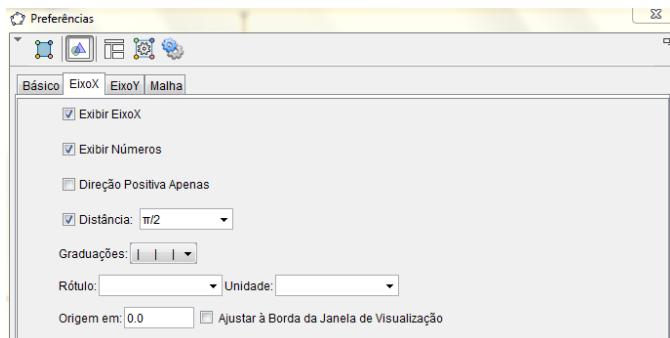 Preferências
Básico EixoX EixoY Malha
Exibir EixoX
Exibir Números
Direção Positiva Apenas
Distância: π/2
Graduações:
Rótulo: Unidade:
Origem em: 0.0 Ajustar à Borda da Janela de Visualização